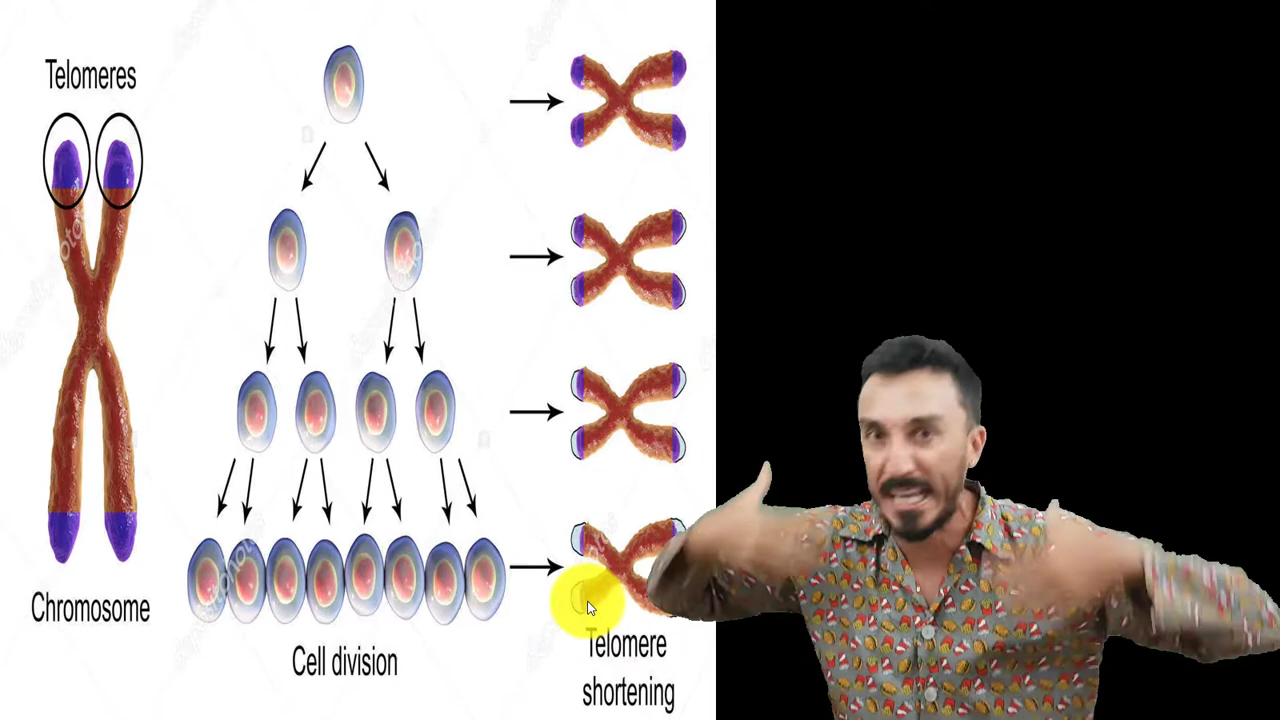 Telomeres
Chromosome
Cell division
Telomere
shortening